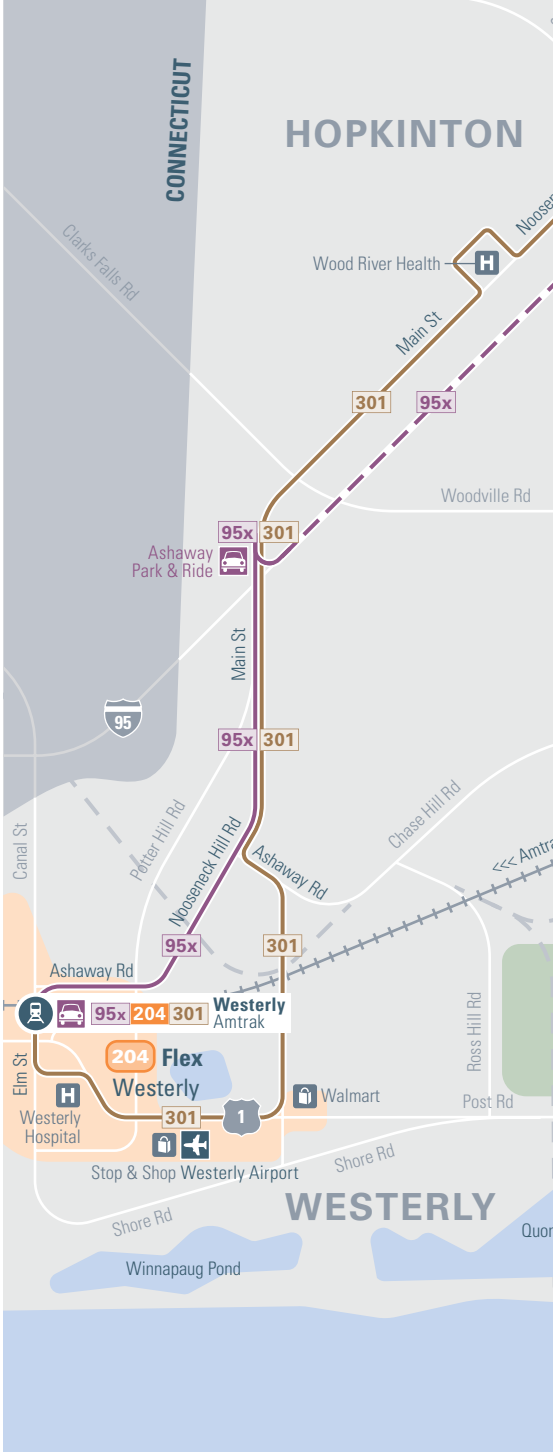 CONNECTICUT
HOPKINTON
Clarks Falls Rd
Wood River Health
H
Main St
301
95x
Woodville Rd
95x 301
Ashaway
Park & Ride
Main St
95
95x 301
Canal St
Potter Hill Rd
Nooseneck Hill Rd
Ashaway Rd
Chase Hill Rd
<<< Amtra
95x
301
Ashaway Rd
95x 204 301 Westerly
Amtrak
Ross Hill Rd
Elm St
204 Flex
Westerly
H
Westerly
Hospital
301
1
Walmart
Post Rd
Stop & Shop Westerly Airport
Shore Rd
Shore Rd
WESTERLY
Quon
Winnapaug Pond